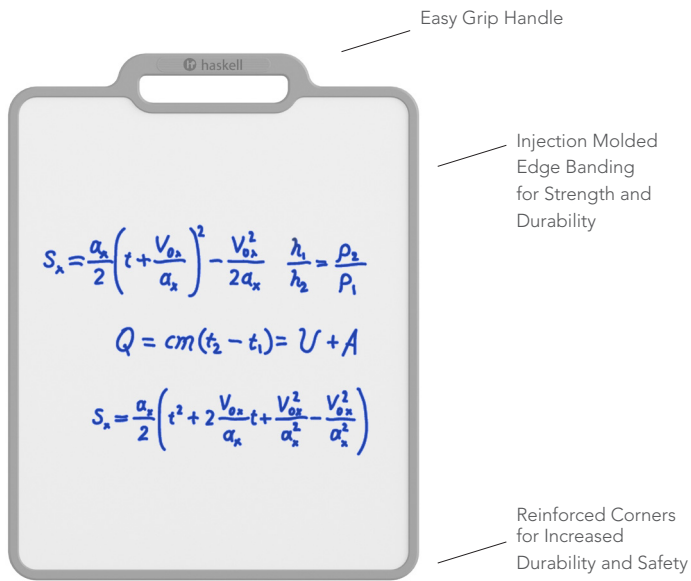 Easy Grip Handle
haskell
Injection Molded
Edge Banding
for Strength and
Durability
Sₓ = aₓ/2 (t + V₀ₓ/aₓ)² − V₀ₓ²/2aₓ   h₁/h₂ = ρ₂/ρ₁
Q = cm(t₂ − t₁) = U + A
Sₓ = aₓ/2 (t² + 2 V₀ₓ/aₓ t + V₀ₓ²/aₓ² − V₀ₓ²/aₓ²)
Reinforced Corners
for Increased
Durability and Safety